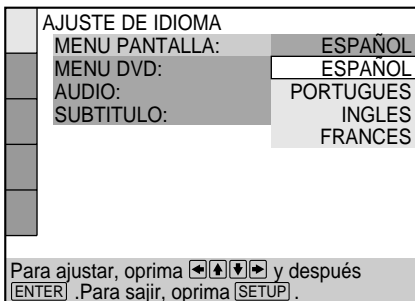 AJUSTE DE IDIOMA
MENU PANTALLA: ESPAÑOL
MENU DVD: ESPAÑOL
AUDIO: PORTUGUES
SUBTITULO: INGLES
FRANCES
Para ajustar, oprima ←↑↓→ y después
ENTER .Para sajir, oprima SETUP .